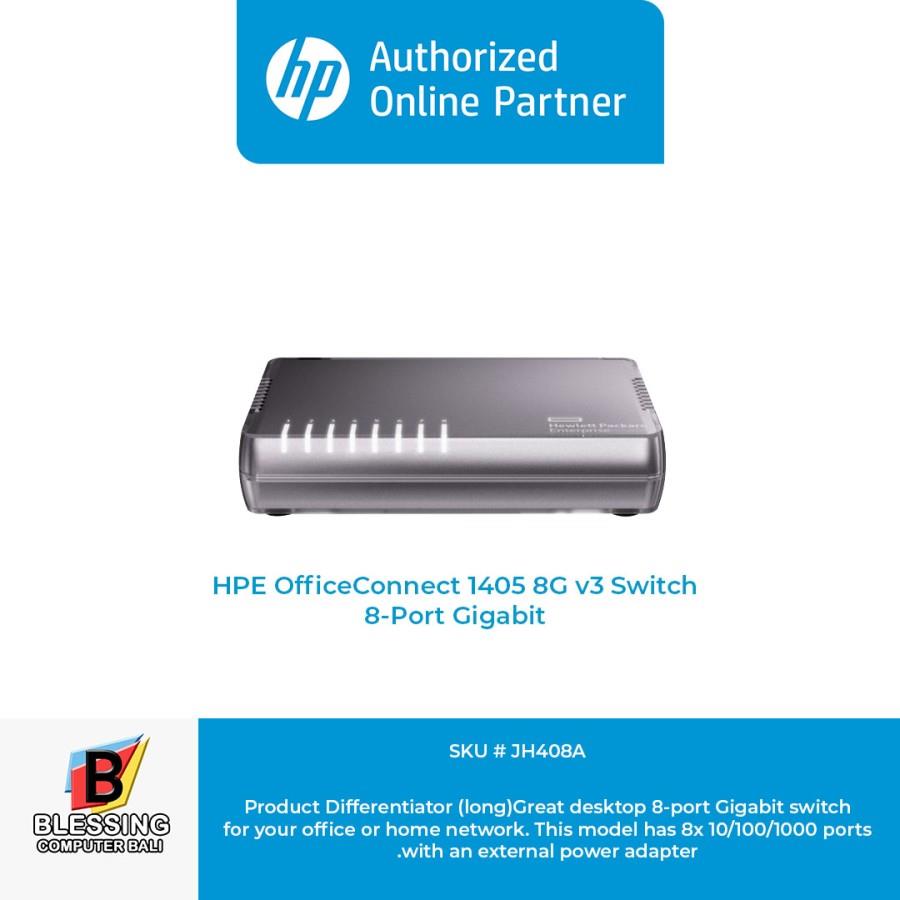 hp
Authorized
Online Partner
Hewlett Packard
Enterprise
HPE OfficeConnect 1405 8G v3 Switch
8-Port Gigabit
B
BLESSING
COMPUTER BALI
SKU # JH408A
Product Differentiator (long)Great desktop 8-port Gigabit switch
for your office or home network. This model has 8x 10/100/1000 ports
.with an external power adapter